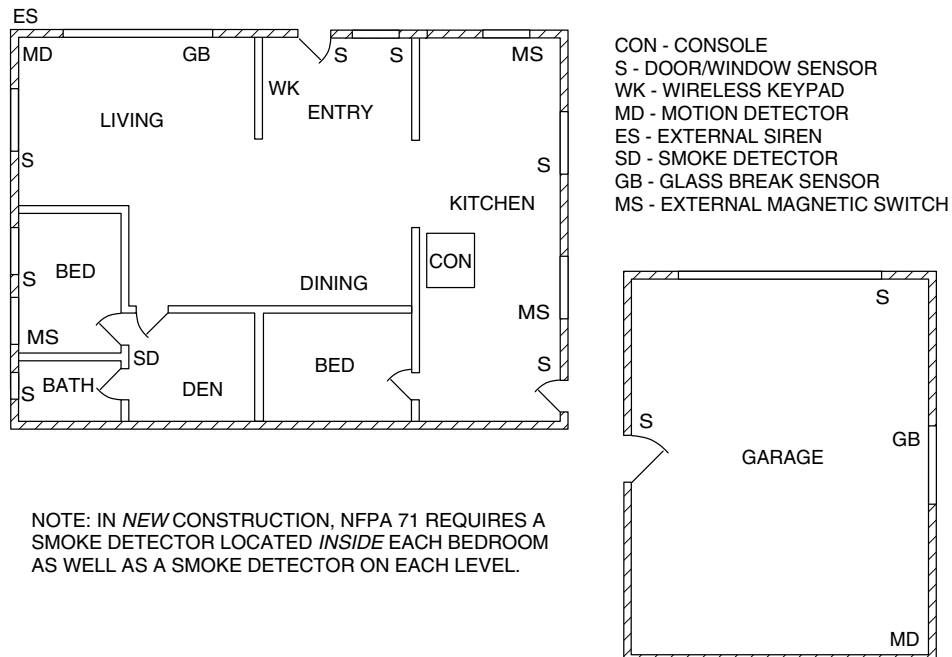 ES
MD
GB
S
S
MS
WK
LIVING
ENTRY
S
S
KITCHEN
BED
S
CON
DINING
MS
MS
SD
BED
S
BATH
S
DEN
CON - CONSOLE
S - DOOR/WINDOW SENSOR
WK - WIRELESS KEYPAD
MD - MOTION DETECTOR
ES - EXTERNAL SIREN
SD - SMOKE DETECTOR
GB - GLASS BREAK SENSOR
MS - EXTERNAL MAGNETIC SWITCH
S
S
GB
GARAGE
MD
NOTE: IN NEW CONSTRUCTION, NFPA 71 REQUIRES A
SMOKE DETECTOR LOCATED INSIDE EACH BEDROOM
AS WELL AS A SMOKE DETECTOR ON EACH LEVEL.